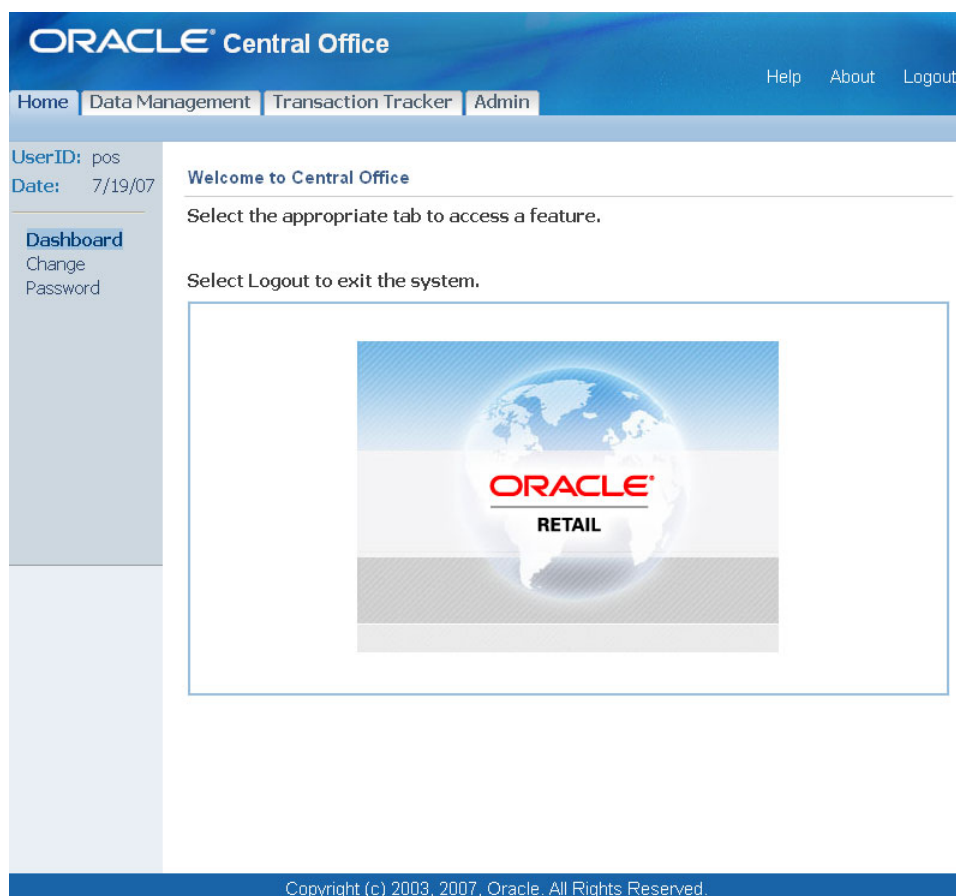 ORACLE Central Office
Help About Logout
Home Data Management Transaction Tracker Admin
UserID: pos
Date: 7/19/07
Dashboard
Change
Password
Welcome to Central Office
Select the appropriate tab to access a feature.
Select Logout to exit the system.
ORACLE
RETAIL
Copyright (c) 2003, 2007, Oracle. All Rights Reserved.